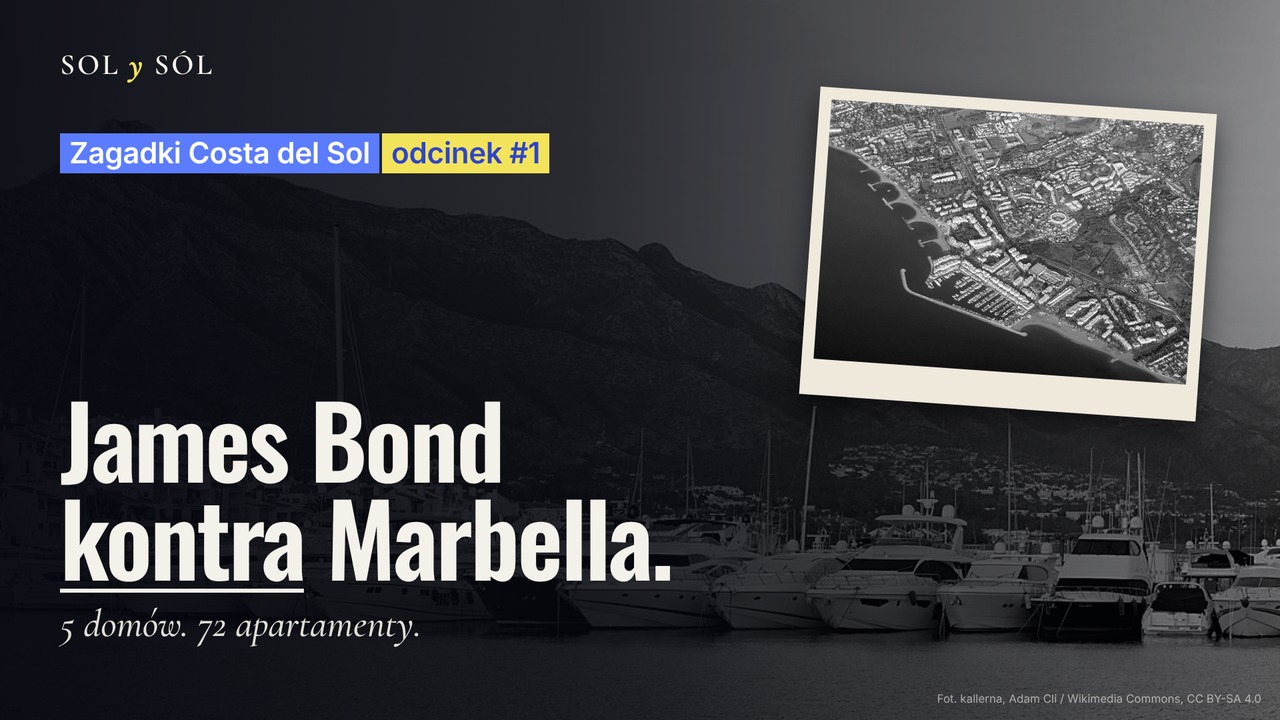 SOL y SÓL
Zagadki Costa del Sol odcinek #1
James Bond
kontra Marbella.
5 domów. 72 apartamenty.
Fot. kallerna, Adam Cli / Wikimedia Commons, CC BY-SA 4.0